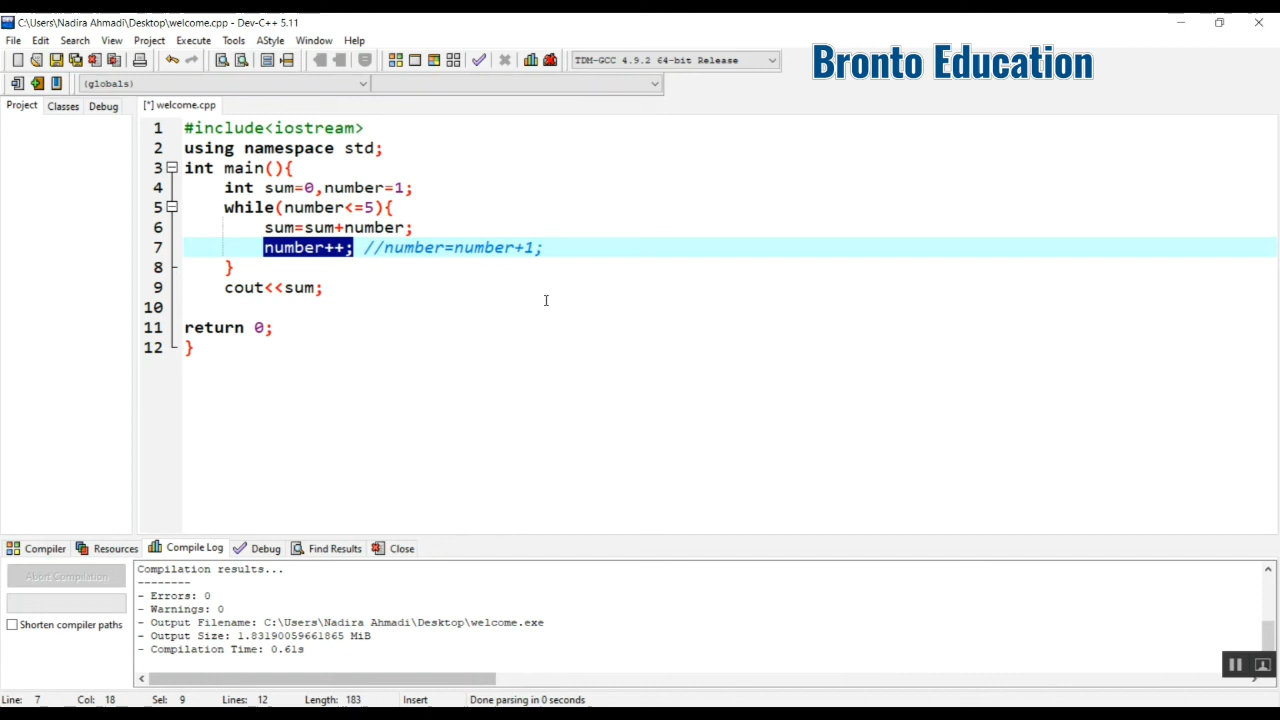 C:\Users\Nadira Ahmadi\Desktop\welcome.cpp - Dev-C++ 5.11
File Edit Search View Project Execute Tools AStyle Window Help
TDM-GCC 4.9.2 64-bit Release
Bronto Education
(globals)
Project Classes Debug [*] welcome.cpp
1 #include<iostream>
2 using namespace std;
3 int main(){
4 int sum=0,number=1;
5 while(number<=5){
6 sum=sum+number;
7 number++; //number=number+1;
8 }
9 cout<<sum;
10
11 return 0;
12 }
Compiler Resources Compile Log Debug Find Results Close
Abort Compilation
Shorten compiler paths
Compilation results...
--------
- Errors: 0
- Warnings: 0
- Output Filename: C:\Users\Nadira Ahmadi\Desktop\welcome.exe
- Output Size: 1.83190059661865 MiB
- Compilation Time: 0.61s
Line: 7 Col: 18 Sel: 9 Lines: 12 Length: 183 Insert Done parsing in 0 seconds